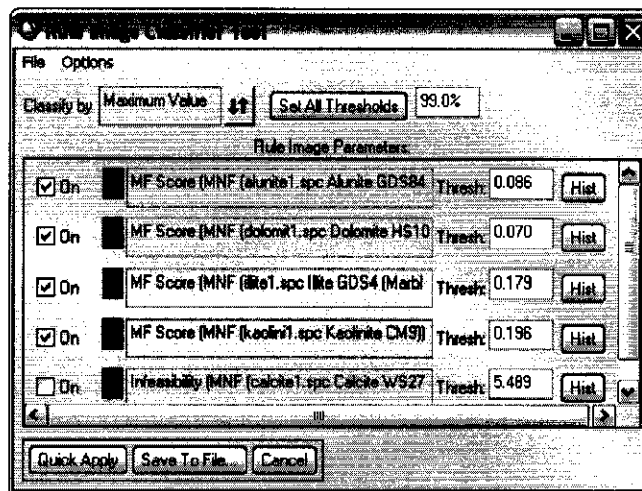 Rule Image Classifier Tool
File Options
Classify by Maximum Value Set All Thresholds 99.0%
Rule Image Parameters:
On MF Score (MNF (alunite1.spc Alunite GDS84 Thresh: 0.086 Hist
On MF Score (MNF (dolomit1.spc Dolomite HS10 Thresh: 0.070 Hist
On MF Score (MNF (illite1.spc Illite GDS4 (Marbl Thresh: 0.179 Hist
On MF Score (MNF (kaolini1.spc Kaolinite CM9)) Thresh: 0.196 Hist
On Infeasibility (MNF (calcite1.spc Calcite WS27 Thresh: 5.489 Hist
Quick Apply Save To File... Cancel